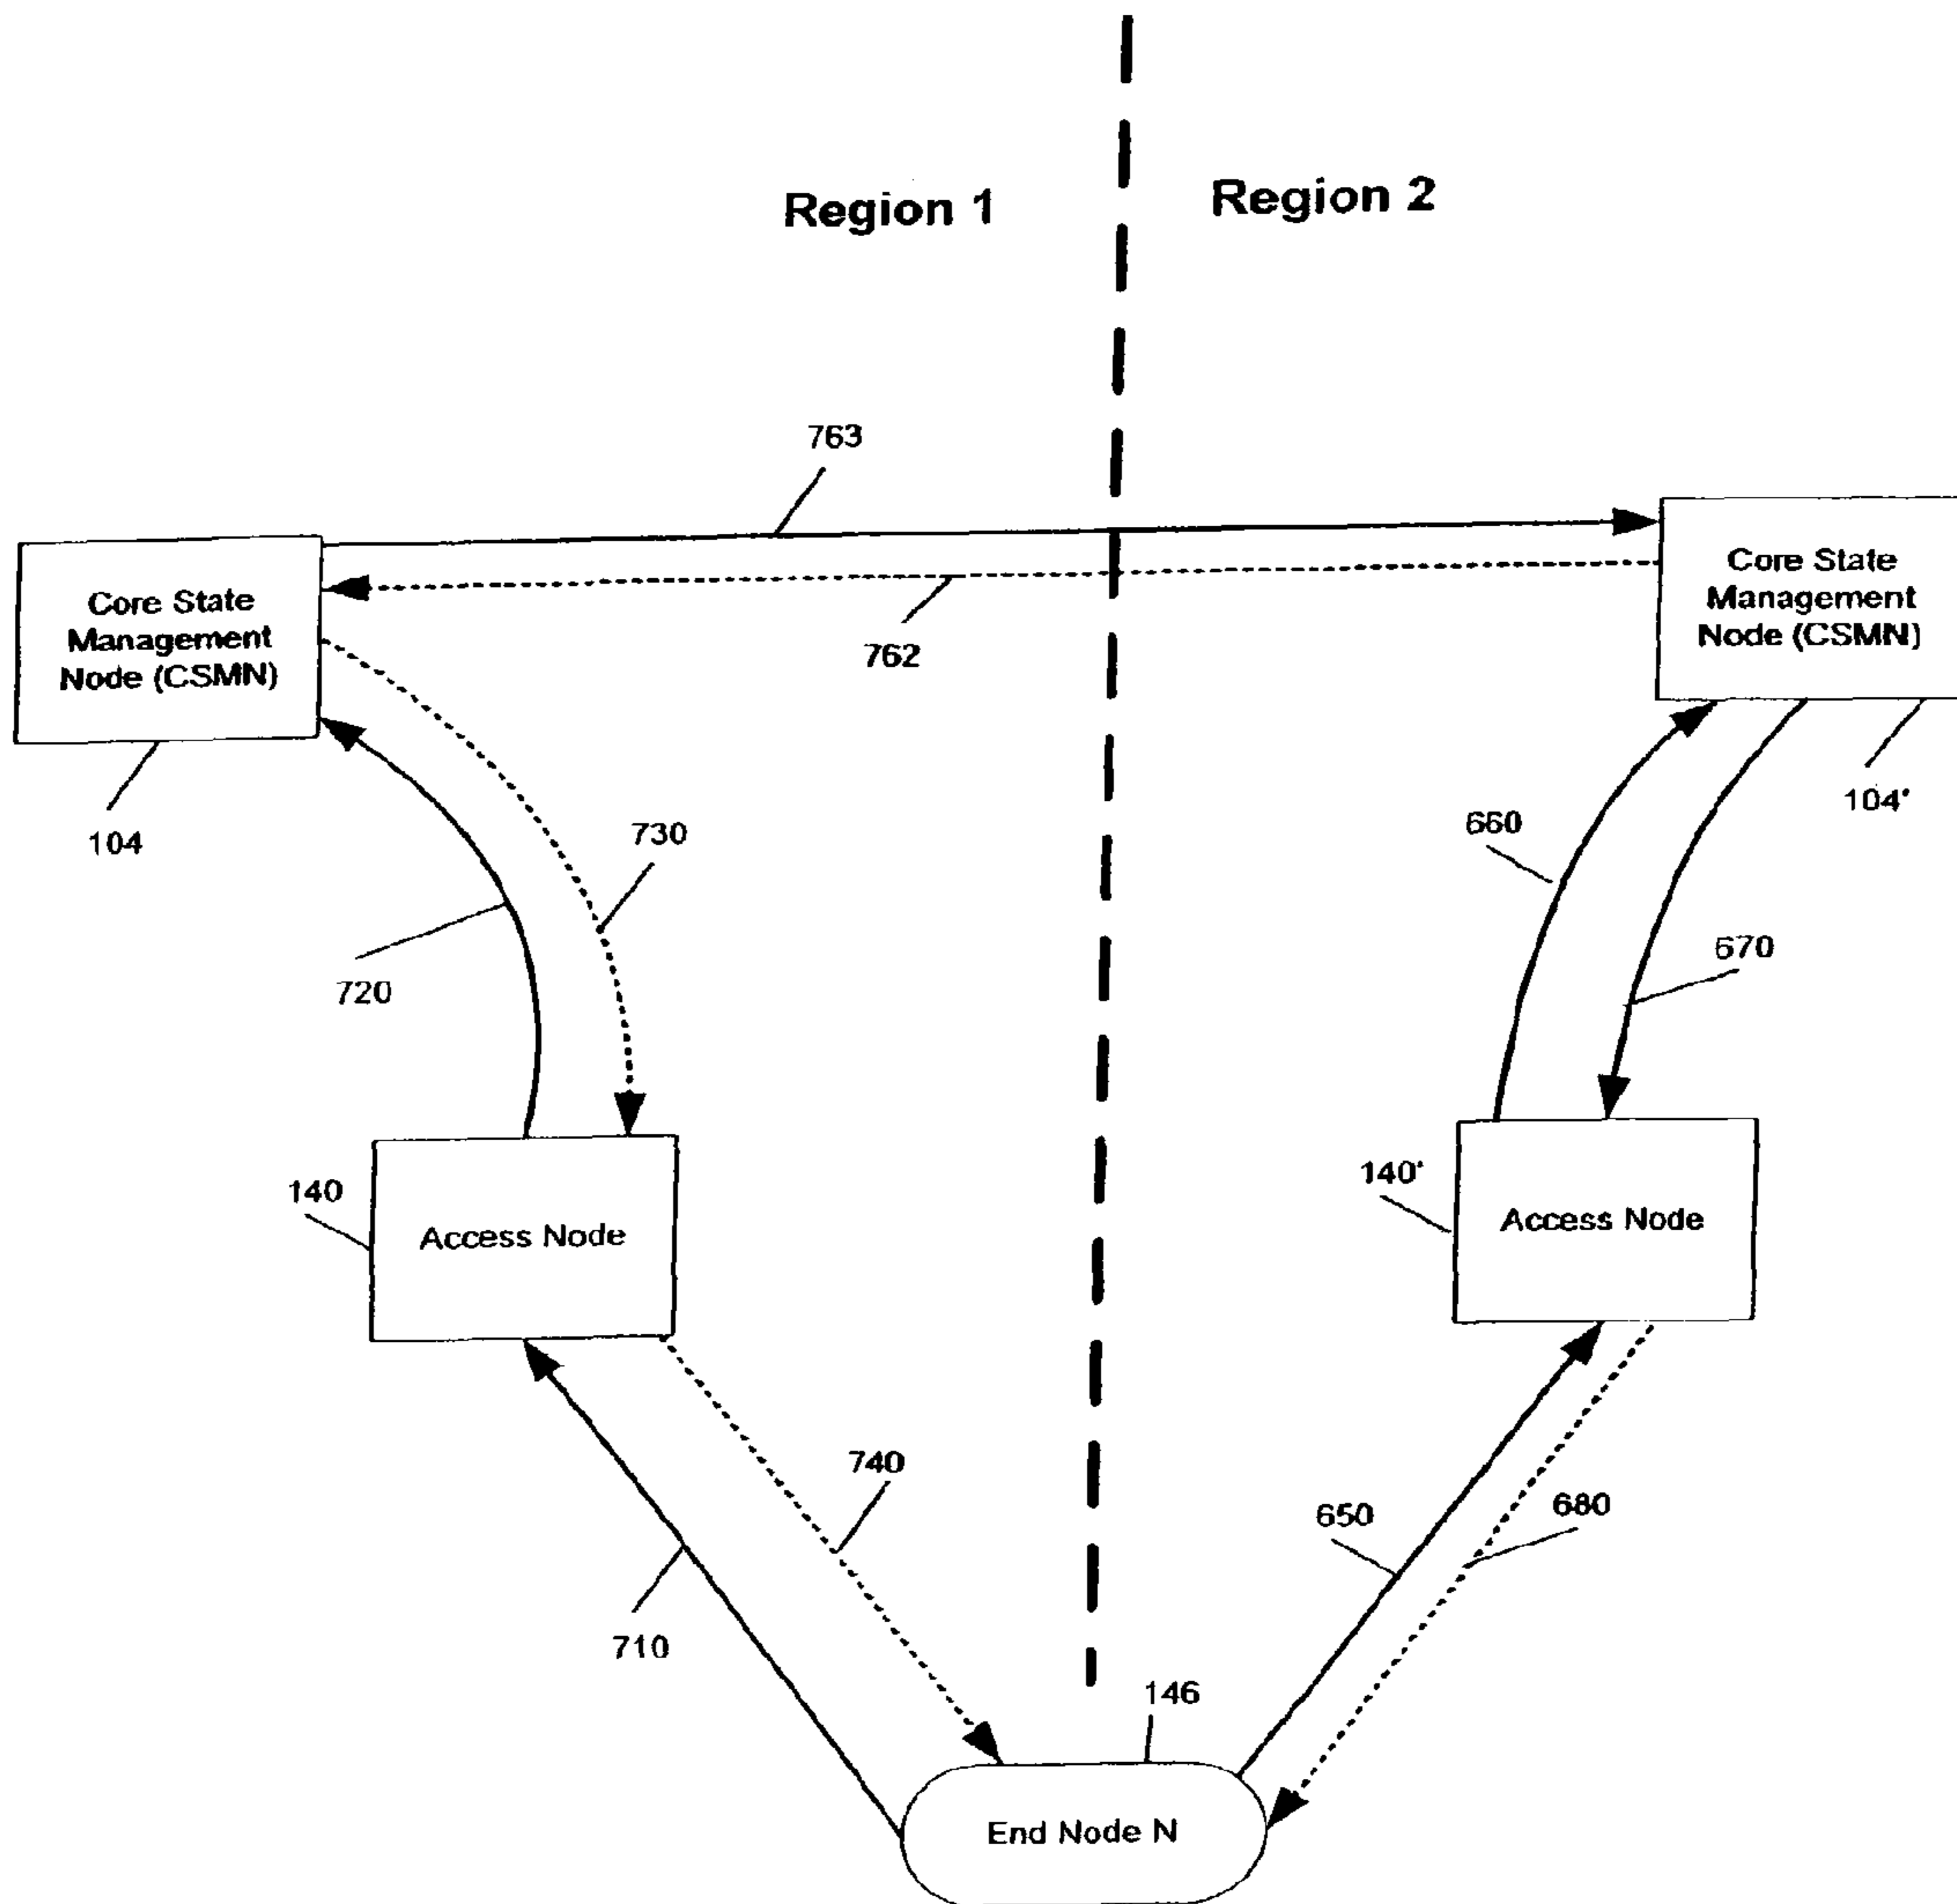 Region 1
Region 2
763
762
Core State
Management
Node (CSMN)
Core State
Management
Node (CSMN)
104
104'
730
660
720
670
140
Access Node
140'
Access Node
740
650
680
710
146
End Node N